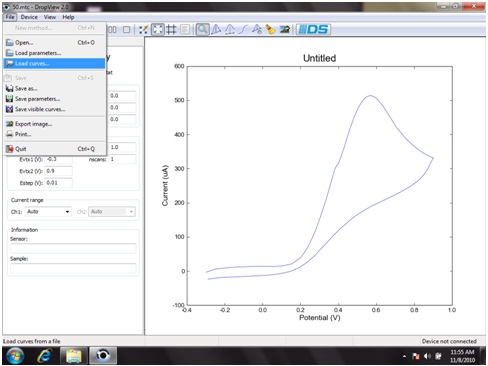 50.mtc - DropView 2.0
File Device View Help
New method...
Open... Ctrl+O
Load parameters...
Load curves...
Save Ctrl+S
Save as...
Save parameters...
Save visible curves...
Export image...
Print...
Quit Ctrl+Q
DS
y
tat
0.0
0.0
0.0
1.0
Evtx1 (V): -0.3 nscans: 1
Evtx2 (V): 0.9
Estep (V): 0.01
Current range
Ch1: Auto Ch2: Auto
Information
Sensor:
Sample:
Untitled
600
500
400
300
200
100
0
-100
Current (uA)
-0.4 -0.2 0.0 0.2 0.4 0.6 0.8 1.0
Potential (V)
Load curves from a file Device not connected
11:55 AM
11/8/2010